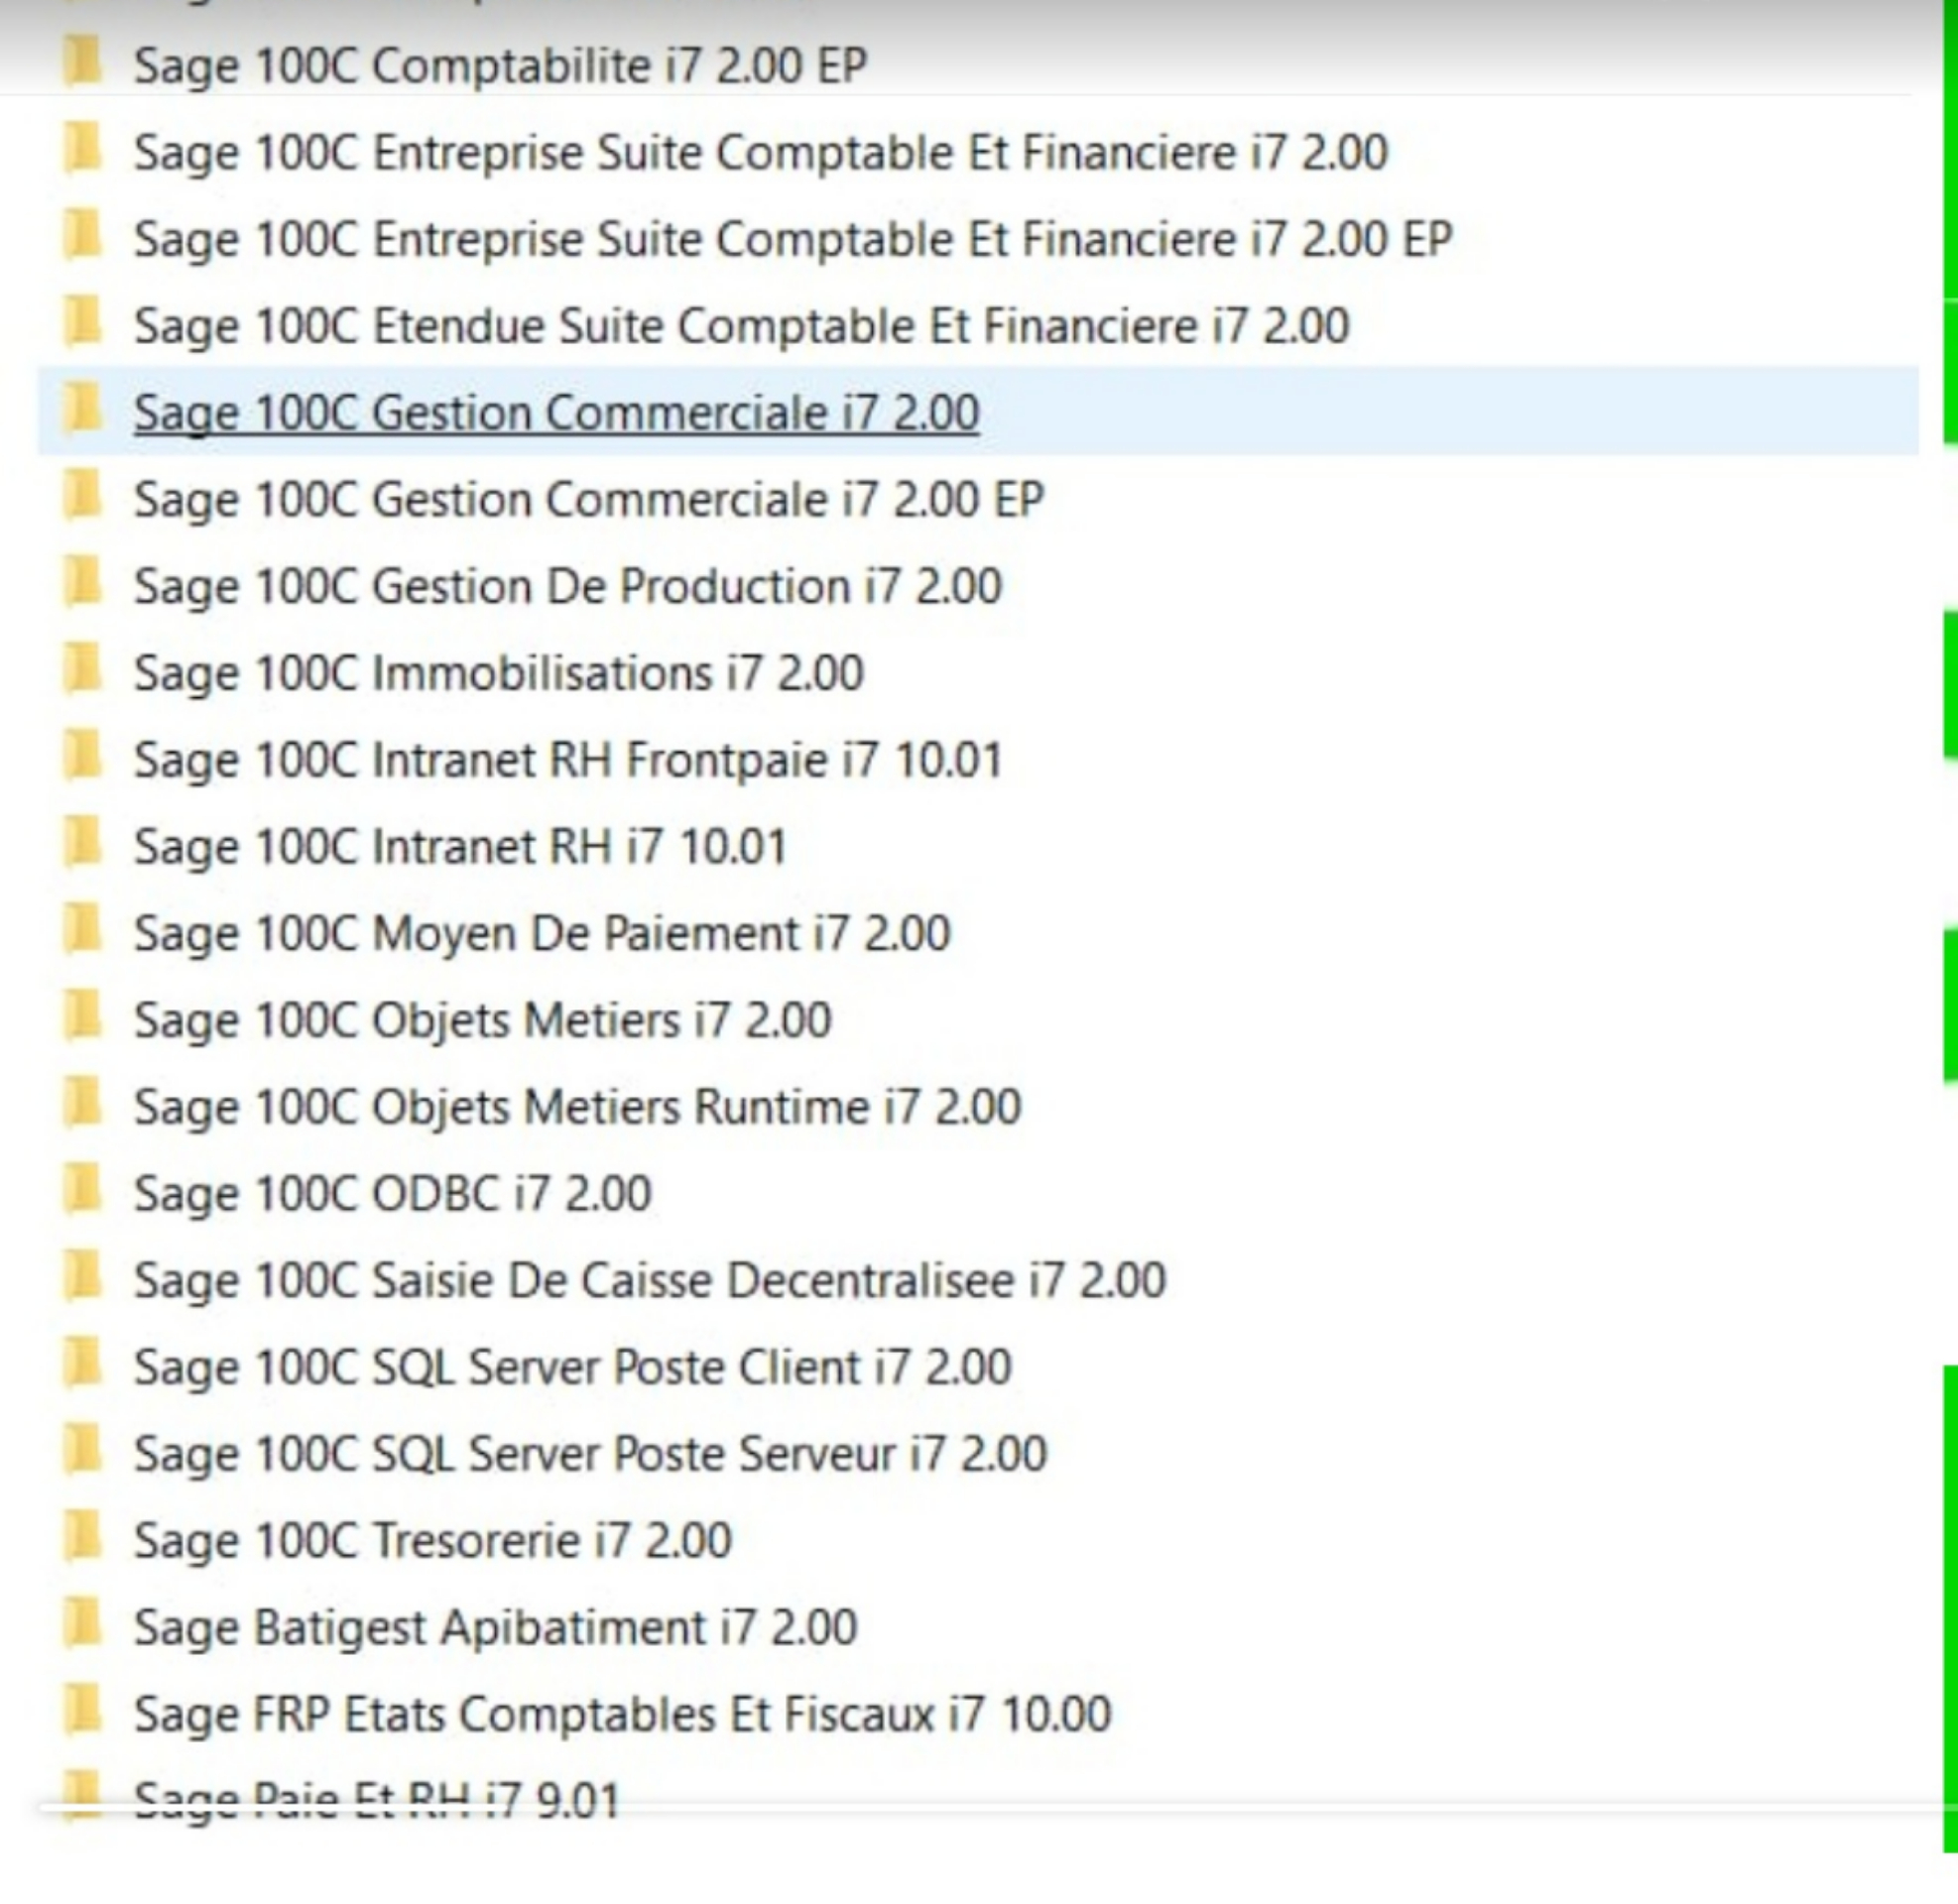 Sage 100C Comptabilite i7 2.00 EP
Sage 100C Entreprise Suite Comptable Et Financiere i7 2.00
Sage 100C Entreprise Suite Comptable Et Financiere i7 2.00 EP
Sage 100C Etendue Suite Comptable Et Financiere i7 2.00
Sage 100C Gestion Commerciale i7 2.00
Sage 100C Gestion Commerciale i7 2.00 EP
Sage 100C Gestion De Production i7 2.00
Sage 100C Immobilisations i7 2.00
Sage 100C Intranet RH Frontpaie i7 10.01
Sage 100C Intranet RH i7 10.01
Sage 100C Moyen De Paiement i7 2.00
Sage 100C Objets Metiers i7 2.00
Sage 100C Objets Metiers Runtime i7 2.00
Sage 100C ODBC i7 2.00
Sage 100C Saisie De Caisse Decentralisee i7 2.00
Sage 100C SQL Server Poste Client i7 2.00
Sage 100C SQL Server Poste Serveur i7 2.00
Sage 100C Tresorerie i7 2.00
Sage Batigest Apibatiment i7 2.00
Sage FRP Etats Comptables Et Fiscaux i7 10.00
Sage Paie Et RH i7 9.01